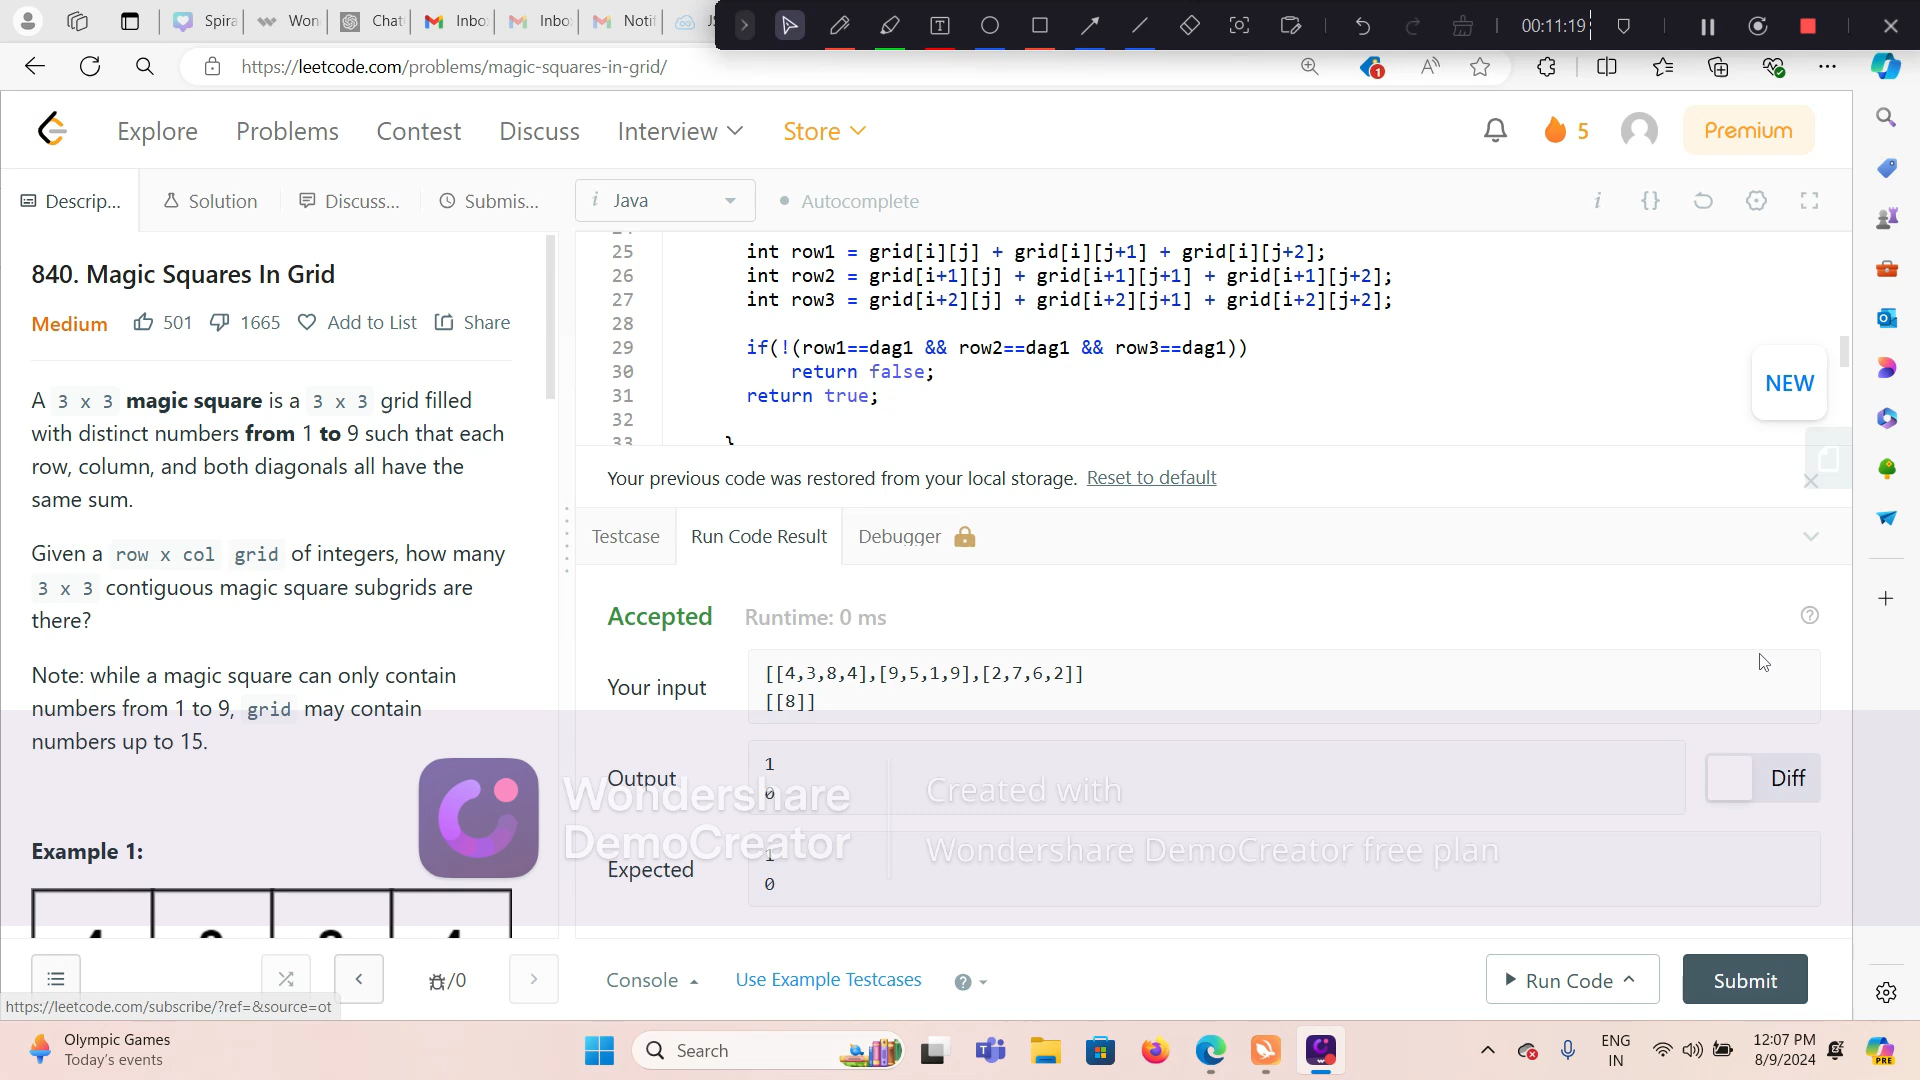 Spira
Won
Chat
Inbo
Inbo
Notif
JS
00:11:19
https://leetcode.com/problems/magic-squares-in-grid/
1
Explore
Problems
Contest
Discuss
Interview
Store
5
Premium
Descrip...
Solution
Discuss...
Submis...
i Java
Autocomplete
i
{}
840. Magic Squares In Grid
Medium 501 1665 Add to List Share
A 3 x 3 magic square is a 3 x 3 grid filled
with distinct numbers from 1 to 9 such that each
row, column, and both diagonals all have the
same sum.
Given a row x col grid of integers, how many
3 x 3 contiguous magic square subgrids are
there?
Note: while a magic square can only contain
numbers from 1 to 9, grid may contain
numbers up to 15.
Example 1:
25 int row1 = grid[i][j] + grid[i][j+1] + grid[i][j+2];
26 int row2 = grid[i+1][j] + grid[i+1][j+1] + grid[i+1][j+2];
27 int row3 = grid[i+2][j] + grid[i+2][j+1] + grid[i+2][j+2];
28
29 if(!(row1==dag1 && row2==dag1 && row3==dag1))
30 return false;
31 return true;
32
33 }
NEW
Your previous code was restored from your local storage. Reset to default
Testcase
Run Code Result
Debugger
Accepted Runtime: 0 ms
Your input
[[4,3,8,4],[9,5,1,9],[2,7,6,2]]
[[8]]
Output
1
0
Diff
Expected
1
0
Wondershare
DemoCreator
Created with
Wondershare DemoCreator free plan
/0
Console
Use Example Testcases
Run Code
Submit
https://leetcode.com/subscribe/?ref=&source=ot
Olympic Games
Today's events
Search
ENG
IN
12:07 PM
8/9/2024
PRE